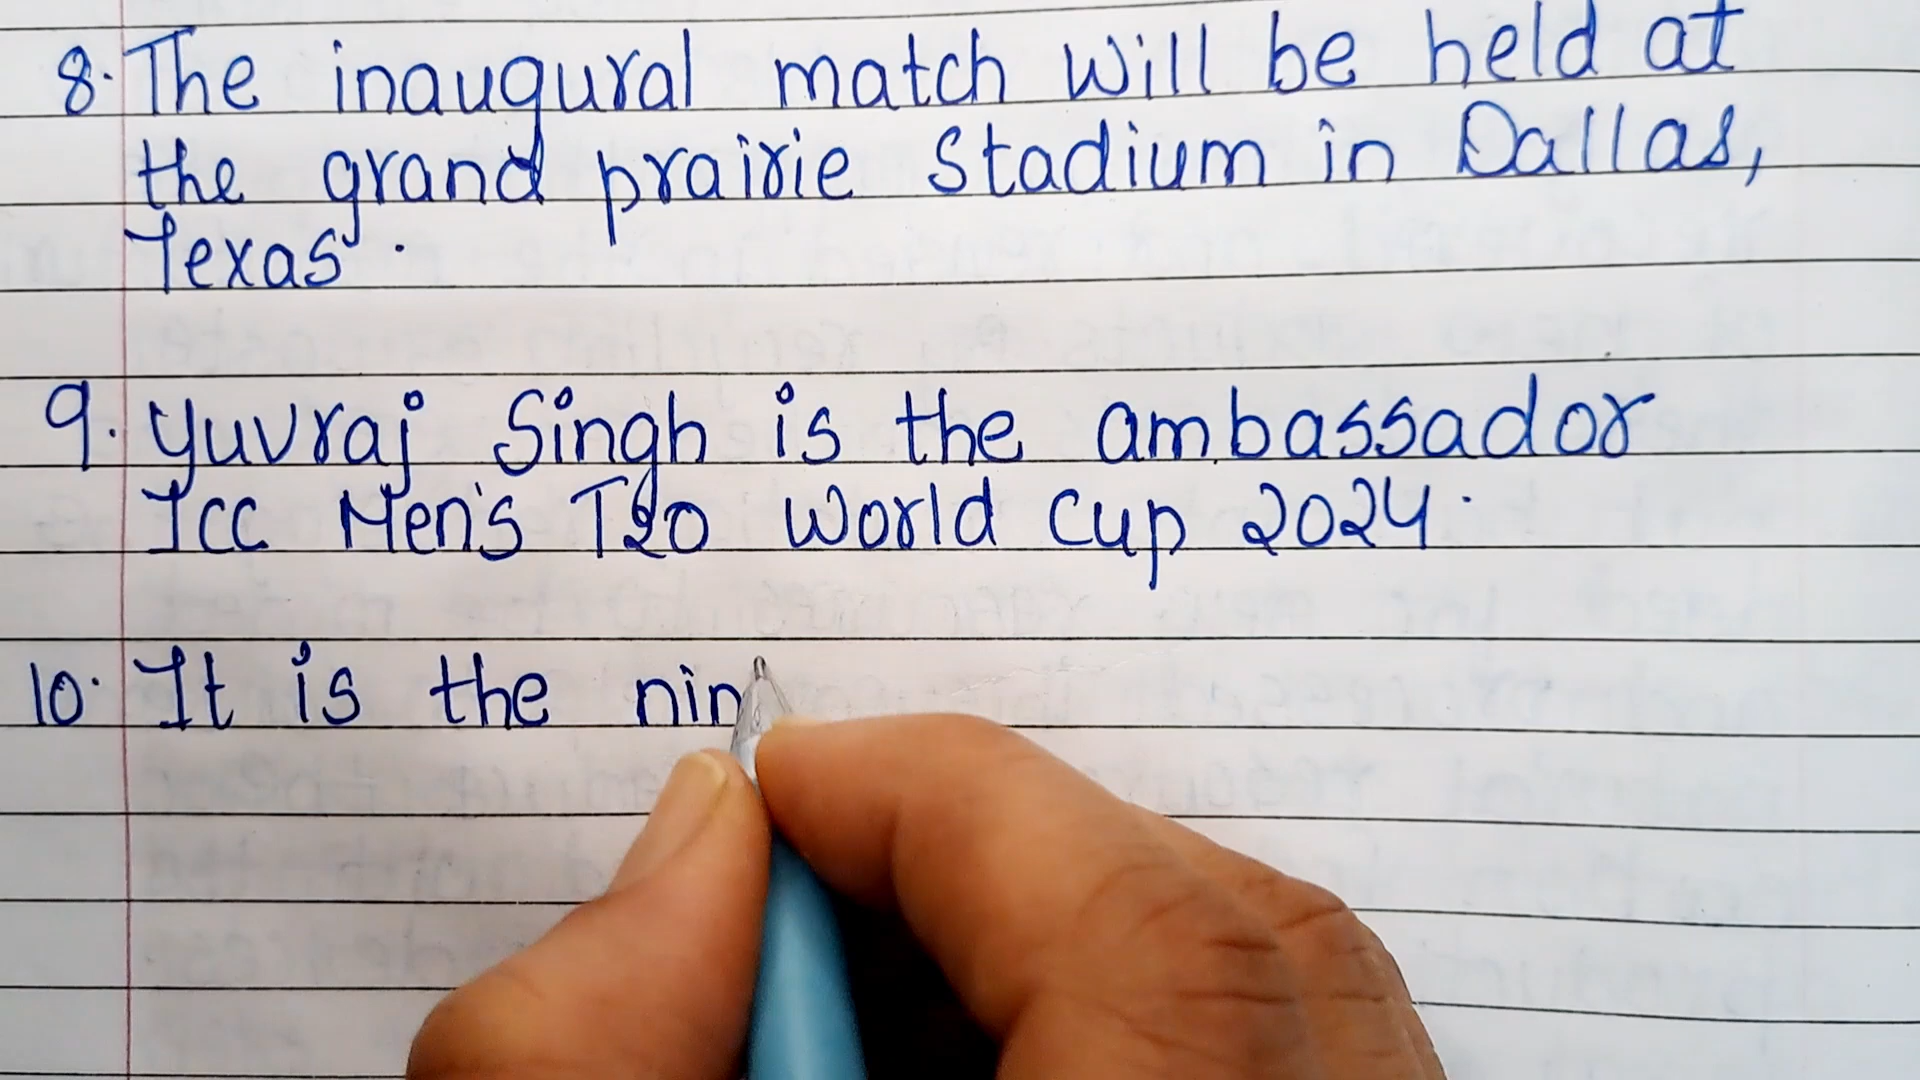 8. The inaugural match will be held at
the grand prairie Stadium in Dallas,
Texas.
9. Yuvraj Singh is the ambassador
Icc Men's T20 World Cup 2024.
10. It is the nin